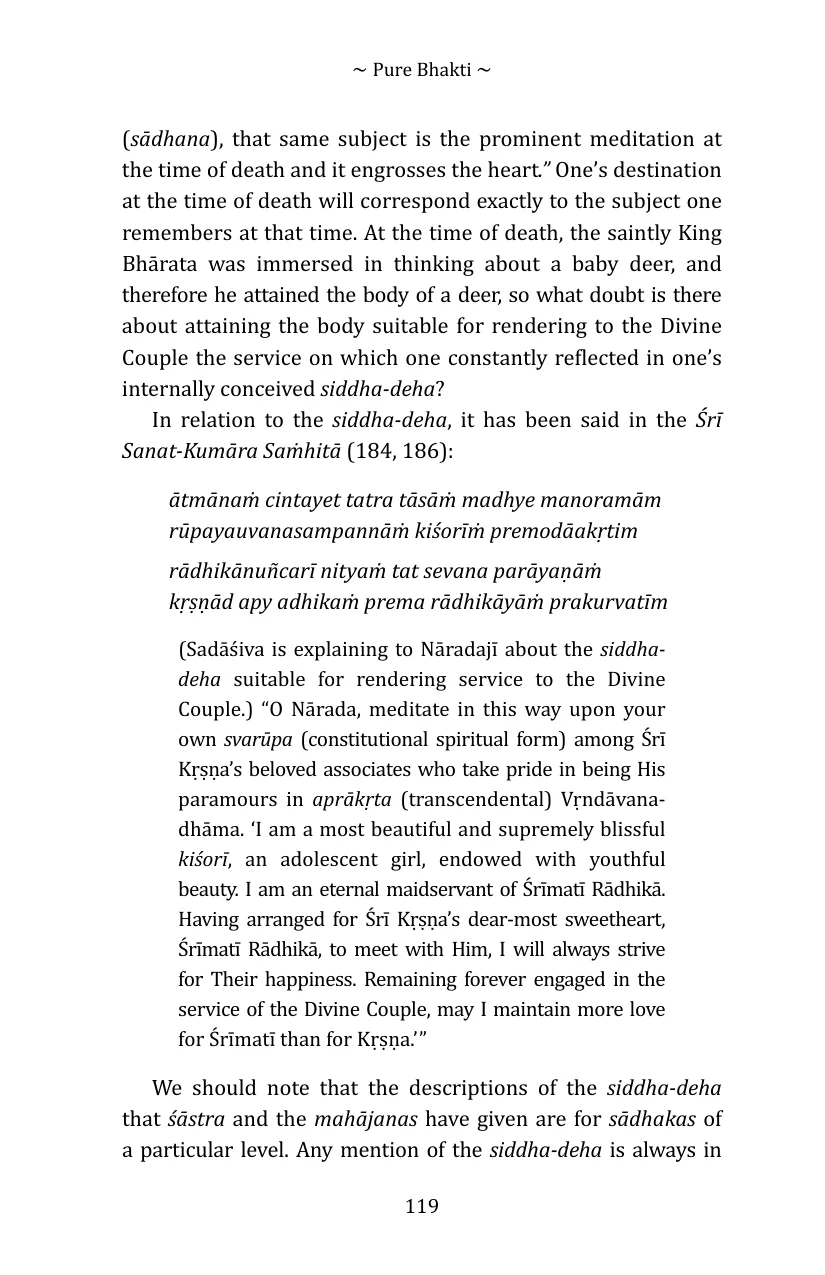 ~ Pure Bhakti ~
(sādhana), that same subject is the prominent meditation at
the time of death and it engrosses the heart.” One’s destination
at the time of death will correspond exactly to the subject one
remembers at that time. At the time of death, the saintly King
Bhārata was immersed in thinking about a baby deer, and
therefore he attained the body of a deer, so what doubt is there
about attaining the body suitable for rendering to the Divine
Couple the service on which one constantly reflected in one’s
internally conceived siddha-deha?
In relation to the siddha-deha, it has been said in the Śrī
Sanat-Kumāra Saṁhitā (184, 186):
ātmānaṁ cintayet tatra tāsāṁ madhye manoramām
rūpayauvanasampannāṁ kiśorīṁ premodāakṛtim
rādhikānuñcarī nityaṁ tat sevana parāyaṇāṁ
kṛṣṇād apy adhikaṁ prema rādhikāyāṁ prakurvatīm
(Sadāśiva is explaining to Nāradajī about the siddha-
deha suitable for rendering service to the Divine
Couple.) “O Nārada, meditate in this way upon your
own svarūpa (constitutional spiritual form) among Śrī
Kṛṣṇa’s beloved associates who take pride in being His
paramours in aprākṛta (transcendental) Vṛndāvana-
dhāma. ‘I am a most beautiful and supremely blissful
kiśorī, an adolescent girl, endowed with youthful
beauty. I am an eternal maidservant of Śrīmatī Rādhikā.
Having arranged for Śrī Kṛṣṇa’s dear-most sweetheart,
Śrīmatī Rādhikā, to meet with Him, I will always strive
for Their happiness. Remaining forever engaged in the
service of the Divine Couple, may I maintain more love
for Śrīmatī than for Kṛṣṇa.’”
We should note that the descriptions of the siddha-deha
that śāstra and the mahājanas have given are for sādhakas of
a particular level. Any mention of the siddha-deha is always in
119